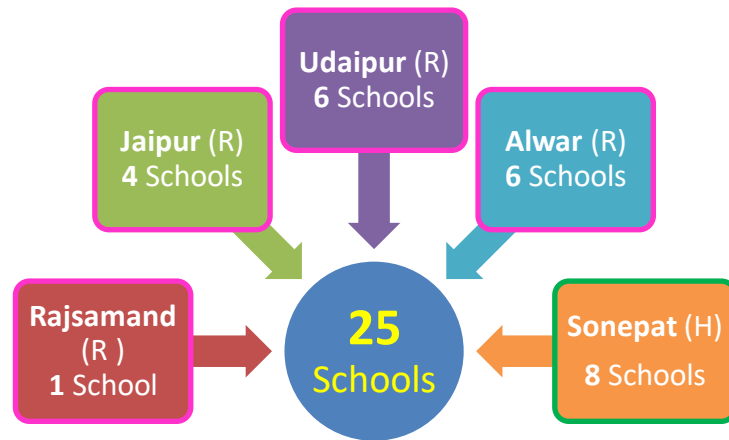 Udaipur (R)
6 Schools
Jaipur (R)
4 Schools
Alwar (R)
6 Schools
Rajsamand
(R )
1 School
25
Schools
Sonepat (H)
8 Schools